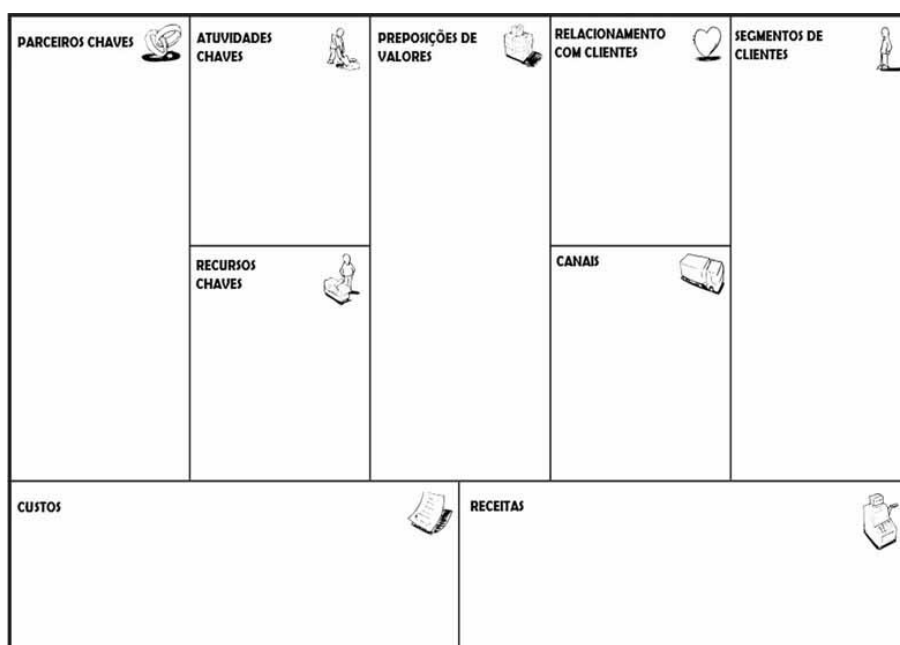 PARCEIROS CHAVES
ATUVIDADES
CHAVES
PREPOSIÇÕES DE
VALORES
RELACIONAMENTO
COM CLIENTES
SEGMENTOS DE
CLIENTES
RECURSOS
CHAVES
CANAIS
CUSTOS
RECEITAS